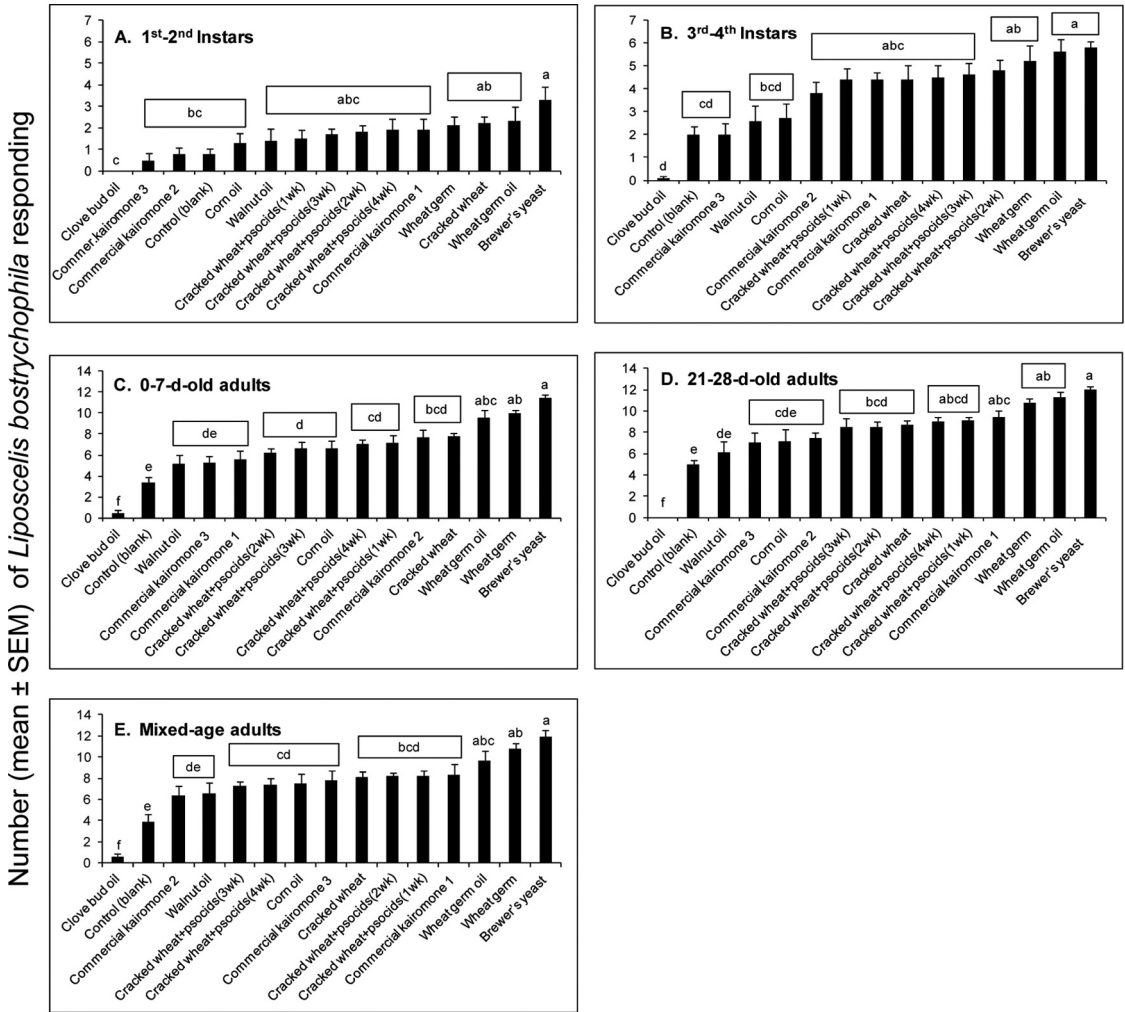 Number (mean ± SEM) of Liposcelis bostrychophila responding
A. 1st-2nd Instars
7
6
5
4
3
2
1
0
c
bc
abc
ab
a
Clove bud oil
Commer.kairomone 3
Commercial kairomone 2
Control (blank)
Corn oil
Walnut oil
Cracked wheat+psocids(1wk)
Cracked wheat+psocids(3wk)
Cracked wheat+psocids(2wk)
Cracked wheat+psocids(4wk)
Commercial kairomone 1
Wheat germ
Cracked wheat
Wheat germ oil
Brewer's yeast
B. 3rd-4th Instars
7
6
5
4
3
2
1
0
d
cd
bcd
abc
ab
a
Clove bud oil
Control (blank)
Commercial kairomone 3
Walnut oil
Corn oil
Commercial kairomone 2
Cracked wheat+psocids(1wk)
Commercial kairomone 1
Cracked wheat
Cracked wheat+psocids(4wk)
Cracked wheat+psocids(3wk)
Cracked wheat+psocids(2wk)
Wheat germ
Wheat germ oil
Brewer's yeast
C. 0-7-d-old adults
14
12
10
8
6
4
2
0
f
e
de
d
cd
bcd
abc
ab
a
Clove bud oil
Control (blank)
Walnut oil
Commercial kairomone 3
Commercial kairomone 1
Cracked wheat+psocids(2wk)
Cracked wheat+psocids(3wk)
Corn oil
Cracked wheat+psocids(4wk)
Cracked wheat+psocids(1wk)
Commercial kairomone 2
Cracked wheat
Wheat germ oil
Wheat germ
Brewer's yeast
D. 21-28-d-old adults
14
12
10
8
6
4
2
0
f
e
de
cde
bcd
abcd
abc
ab
a
Clove bud oil
Control (blank)
Walnut oil
Commercial kairomone 3
Corn oil
Commercial kairomone 2
Cracked wheat+psocids(3wk)
Cracked wheat+psocids(2wk)
Cracked wheat
Cracked wheat+psocids(4wk)
Cracked wheat+psocids(1wk)
Commercial kairomone 1
Wheat germ
Wheat germ oil
Brewer's yeast
E. Mixed-age adults
14
12
10
8
6
4
2
0
f
e
de
cd
bcd
abc
ab
a
Clove bud oil
Control (blank)
Commercial kairomone 2
Walnut oil
Cracked wheat+psocids(3wk)
Cracked wheat+psocids(4wk)
Corn oil
Commercial kairomone 3
Cracked wheat
Cracked wheat+psocids(2wk)
Cracked wheat+psocids(1wk)
Commercial kairomone 1
Wheat germ oil
Wheat germ
Brewer's yeast